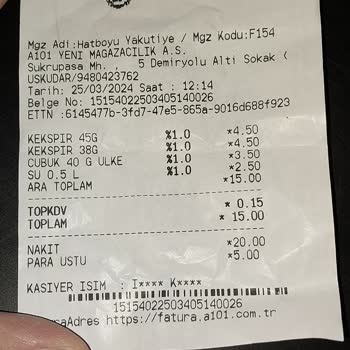 Mgz Adi:Hatboyu Yakutiye / Mgz Kodu:F154
A101 YENI MAGAZACILIK A.S.
Sukrupasa Mh. , 5 Demiryolu Alti Sokak (
USKUDAR/9480423762
Tarih: 25/03/2024 Saat : 12:14
Belge No: 15154022503405140026
ETTN :6145477b-3fd7-47e5-865a-9016d688f923
KEKSPIR 45G %1.0 *4.50
KEKSPIR 38G %1.0 *4.50
CUBUK 40 G ULKE %1.0 *3.50
SU 0.5 L %1.0 *2.50
ARA TOPLAM *15.00
TOPKDV * 0.15
TOPLAM * 15.00
NAKIT *20.00
PARA USTU *5.00
KASIYER ISIM : I**** K****
15154022503405140026
raAdres https://fatura.a101.com.tr